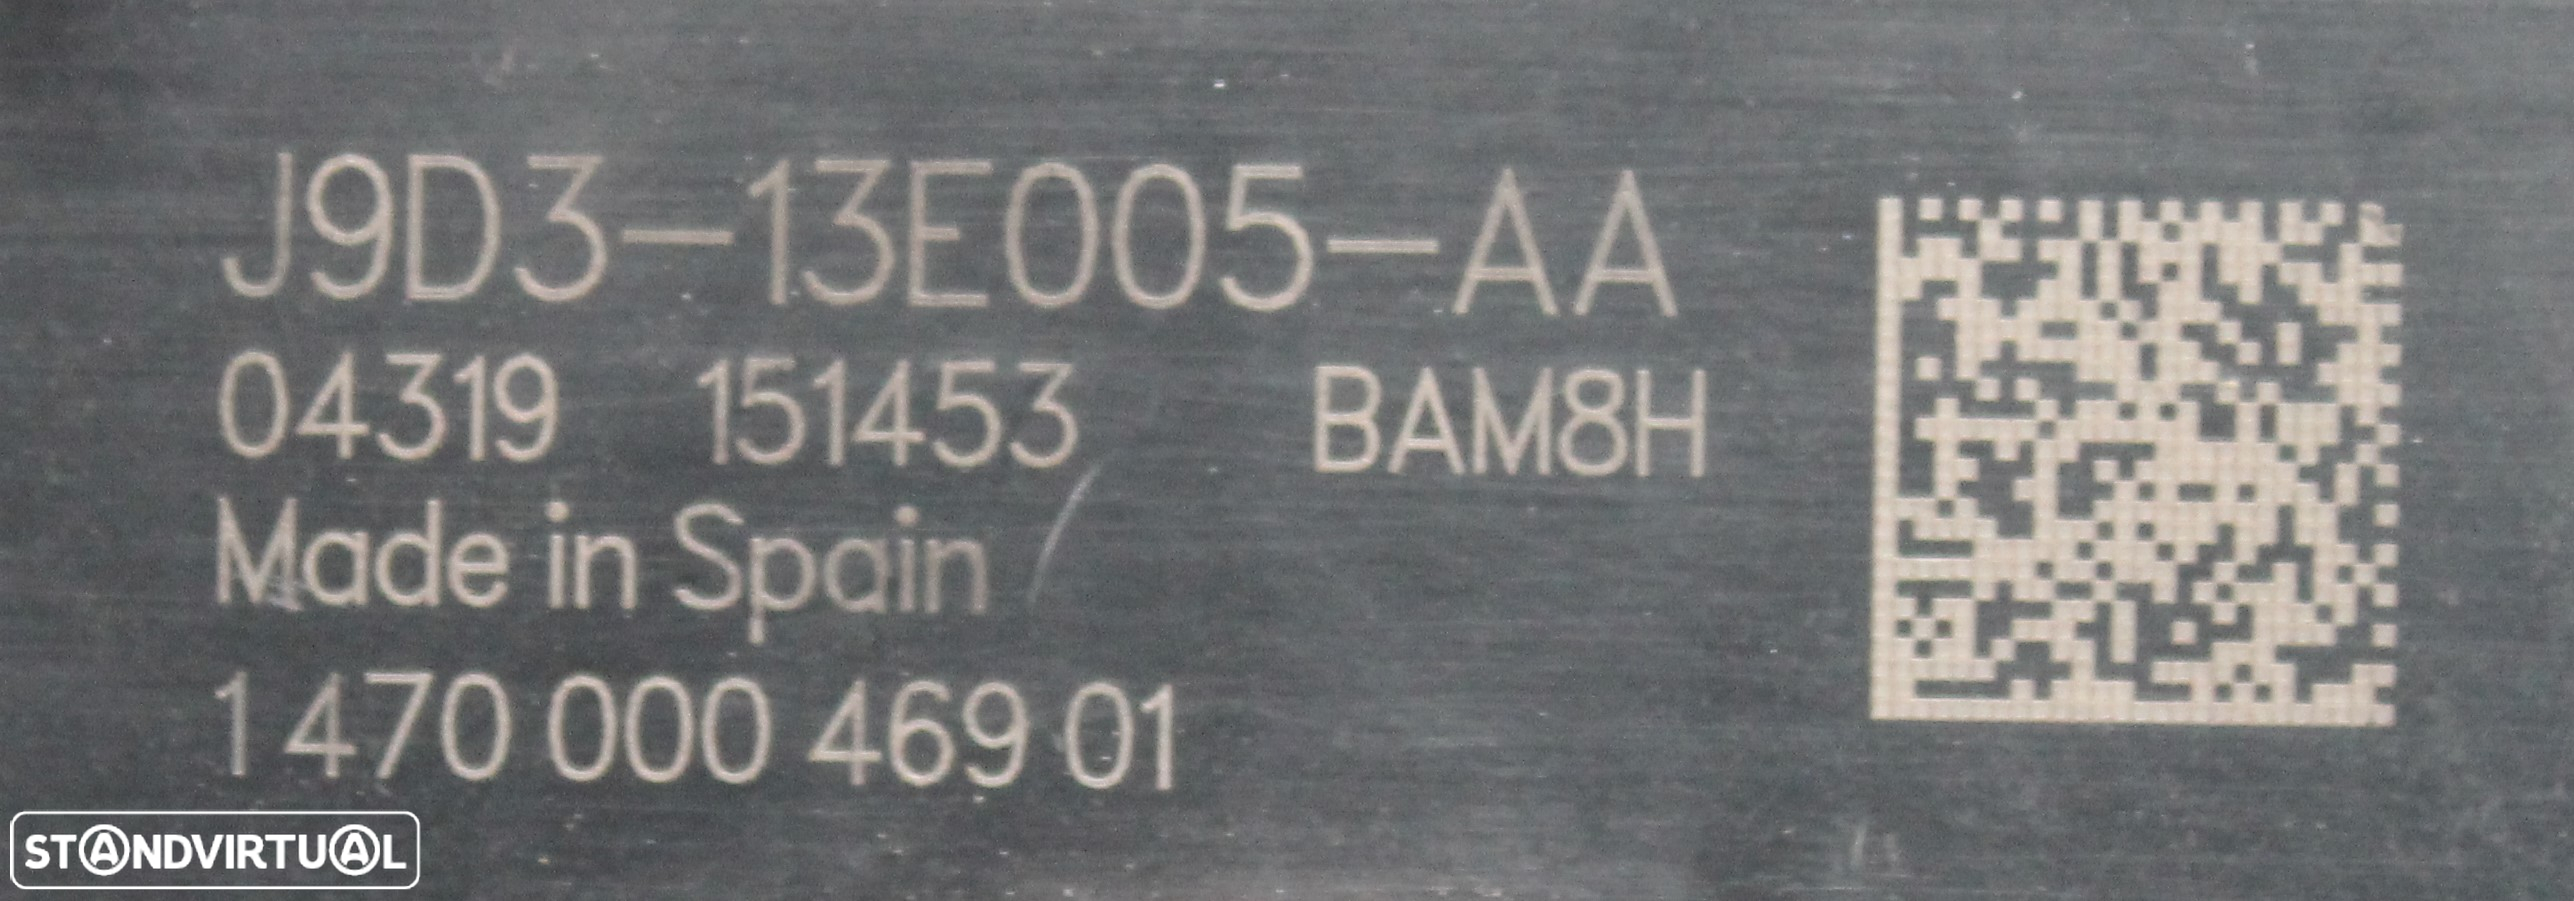 J9D3-13E005-AA
04319 151453 BAM8H
Made in Spain
1 470 000 469 01
STANDVIRTUAL